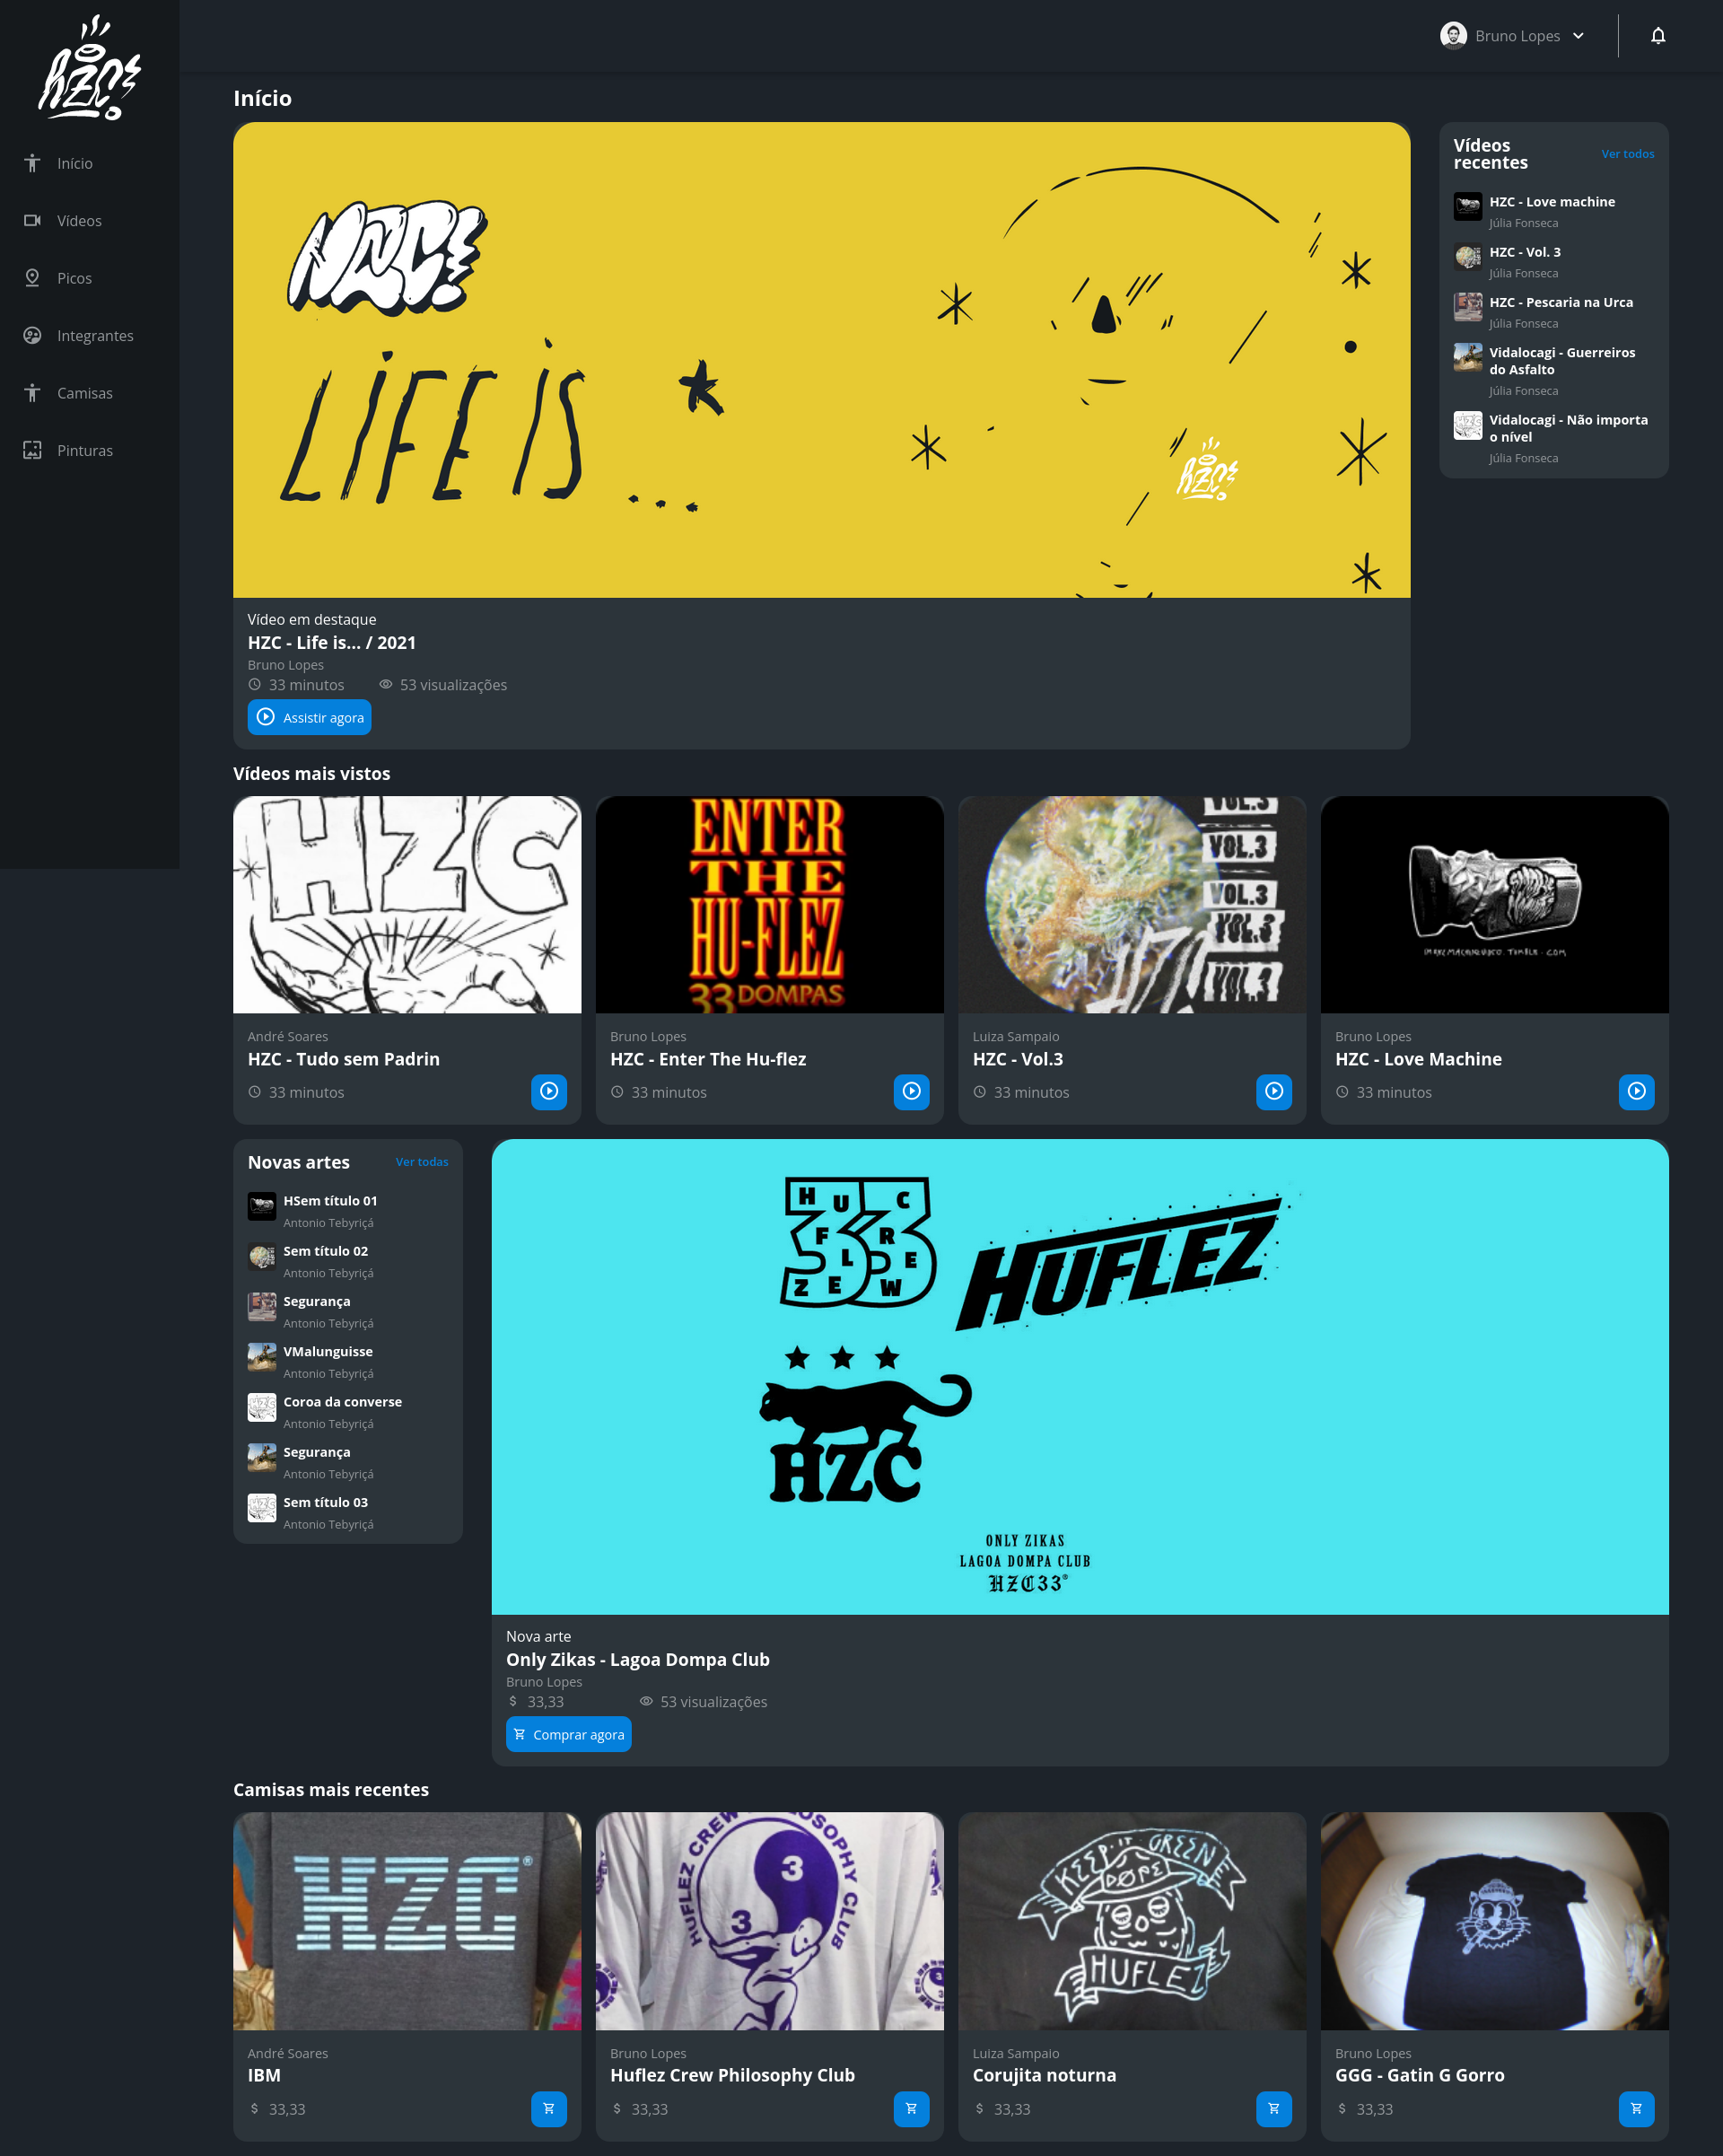 HZC!
Início
Vídeos
Picos
Integrantes
Camisas
Pinturas
Bruno Lopes
Início
HZC!
LIFE IS ...
HZC!
Vídeo em destaque
HZC - Life is... / 2021
Bruno Lopes
33 minutos
53 visualizações
Assistir agora
Vídeos
recentes
Ver todos
HZC - Love machine
Júlia Fonseca
HZC - Vol. 3
Júlia Fonseca
HZC - Pescaria na Urca
Júlia Fonseca
Vidalocagi - Guerreiros
do Asfalto
Júlia Fonseca
Vidalocagi - Não importa
o nível
Júlia Fonseca
Vídeos mais vistos
HZC
André Soares
HZC - Tudo sem Padrin
33 minutos
ENTER
THE
HU-FLEZ
33 DOMPAS
Bruno Lopes
HZC - Enter The Hu-flez
33 minutos
VOL.3
VOL.3
VOL.3
VOL.3
VOL.3
Luiza Sampaio
HZC - Vol.3
33 minutos
Bruno Lopes
HZC - Love Machine
33 minutos
Novas artes
Ver todas
HSem título 01
Antonio Tebyriçá
Sem título 02
Antonio Tebyriçá
Segurança
Antonio Tebyriçá
VMalunguisse
Antonio Tebyriçá
Coroa da converse
Antonio Tebyriçá
Segurança
Antonio Tebyriçá
Sem título 03
Antonio Tebyriçá
HUFLEZ CREW
HUFLEZ
HZC
ONLY ZIKAS
LAGOA DOMPA CLUB
HZC33®
Nova arte
Only Zikas - Lagoa Dompa Club
Bruno Lopes
$ 33,33
53 visualizações
Comprar agora
Camisas mais recentes
HZC®
André Soares
IBM
$ 33,33
HUFLEZ CREW PHILOSOPHY CLUB
3
3
Bruno Lopes
Huflez Crew Philosophy Club
$ 33,33
KEEP IT GREENE
DØPE
HUFLEZ
Luiza Sampaio
Corujita noturna
$ 33,33
Bruno Lopes
GGG - Gatin G Gorro
$ 33,33